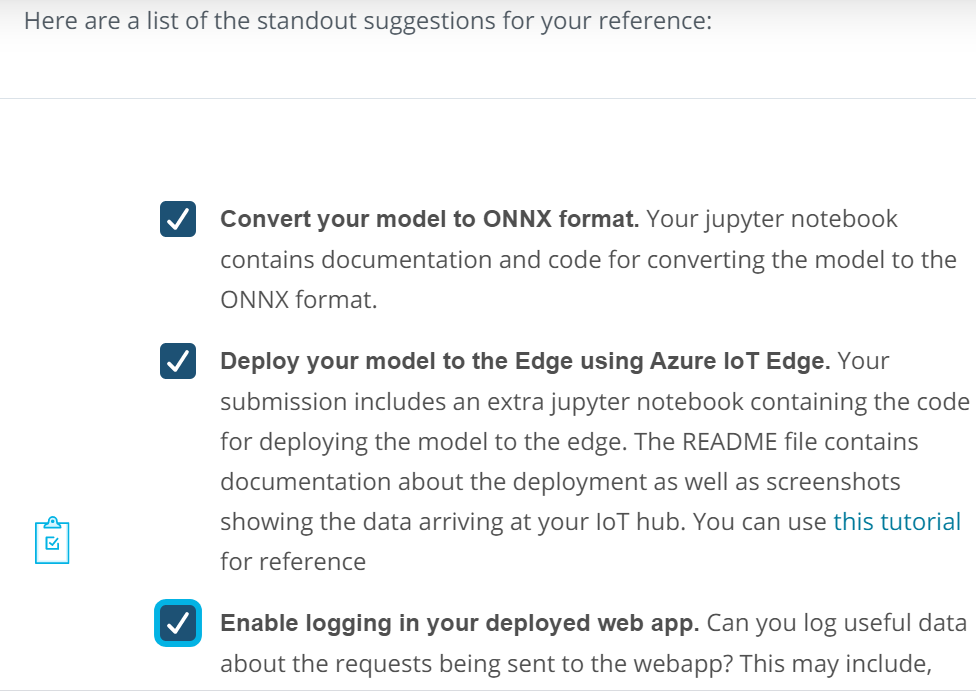 Here are a list of the standout suggestions for your reference:
Convert your model to ONNX format. Your jupyter notebook
contains documentation and code for converting the model to the
ONNX format.
Deploy your model to the Edge using Azure IoT Edge. Your
submission includes an extra jupyter notebook containing the code
for deploying the model to the edge. The README file contains
documentation about the deployment as well as screenshots
showing the data arriving at your IoT hub. You can use this tutorial
for reference
Enable logging in your deployed web app. Can you log useful data
about the requests being sent to the webapp? This may include,